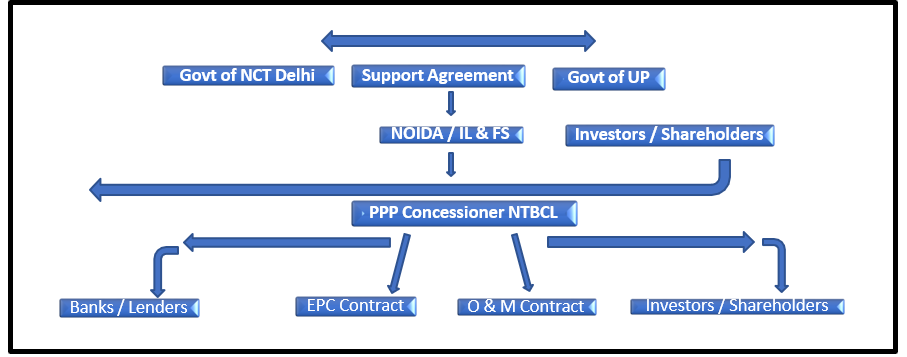 Govt of NCT Delhi
Support Agreement
Govt of UP
NOIDA / IL & FS
Investors / Shareholders
PPP Concessioner NTBCL
Banks / Lenders
EPC Contract
O & M Contract
Investors / Shareholders